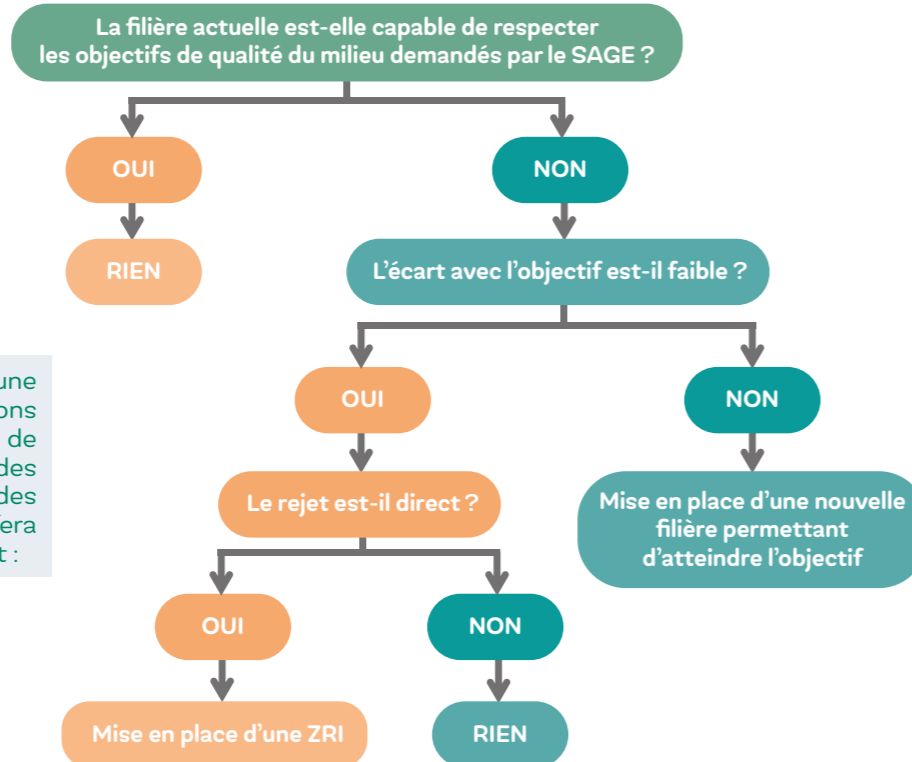 La filière actuelle est-elle capable de respecter
les objectifs de qualité du milieu demandés par le SAGE ?
OUI
NON
RIEN
L'écart avec l'objectif est-il faible ?
une
ons
de
des
des
era
t :
OUI
NON
Le rejet est-il direct ?
Mise en place d'une nouvelle
filière permettant
d'atteindre l'objectif
OUI
NON
Mise en place d'une ZRI
RIEN